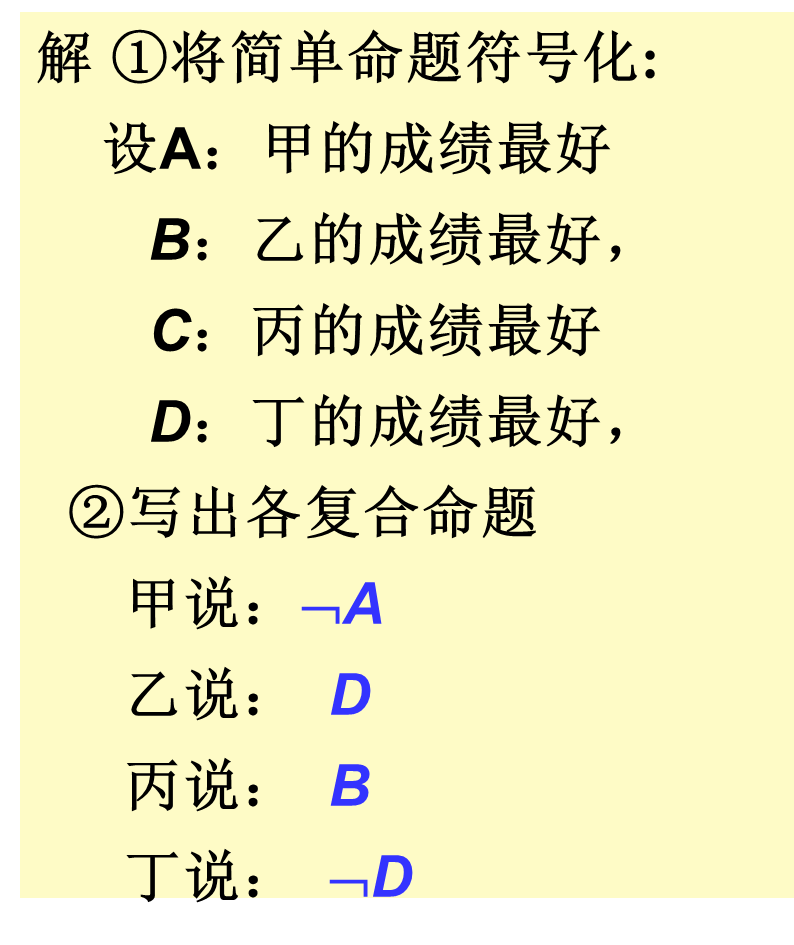 解 ①将简单命题符号化:
设A：甲的成绩最好
B：乙的成绩最好，
C：丙的成绩最好
D：丁的成绩最好，
②写出各复合命题
甲说：¬A
乙说： D
丙说： B
丁说： ¬D